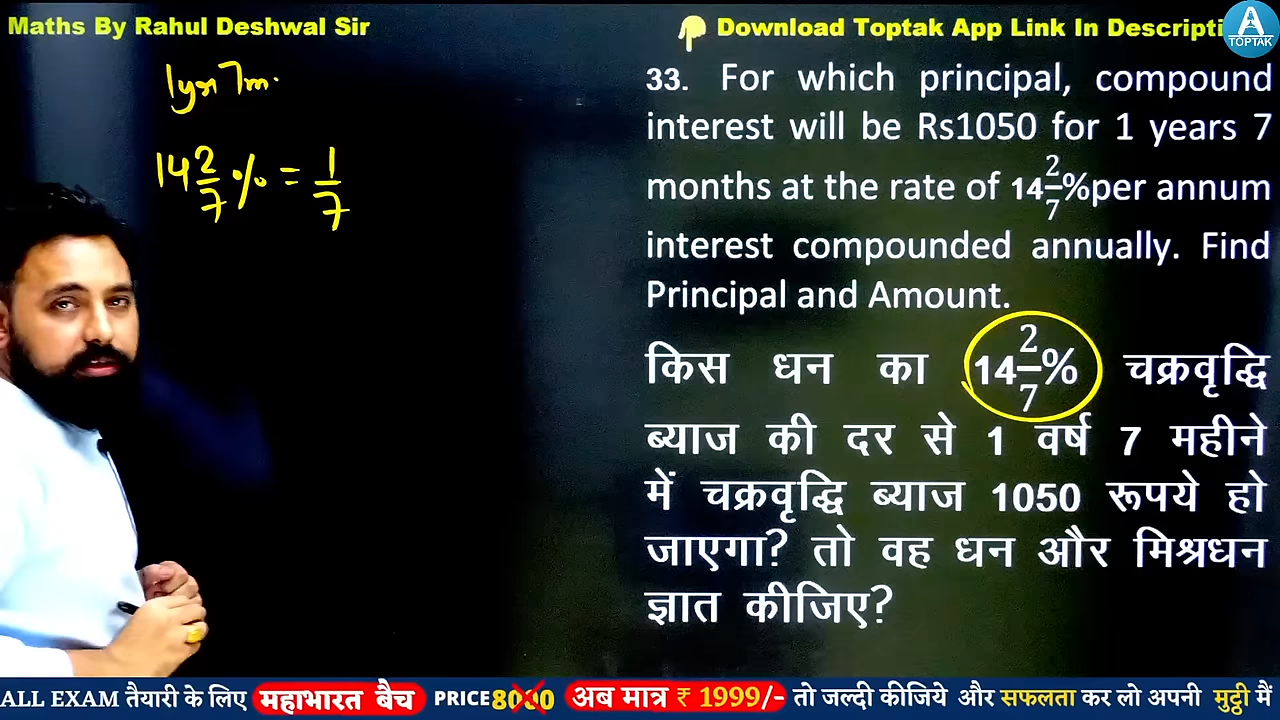 Maths By Rahul Deshwal Sir
Download Toptak App Link In Descripti
A
TOPTAK
1yr 7m.
14 2/7 % = 1/7
33. For which principal, compound
interest will be Rs1050 for 1 years 7
months at the rate of 14 2/7 %per annum
interest compounded annually. Find
Principal and Amount.
किस धन का 14 2/7 % चक्रवृद्धि
ब्याज की दर से 1 वर्ष 7 महीने
में चक्रवृद्धि ब्याज 1050 रूपये हो
जाएगा? तो वह धन और मिश्रधन
ज्ञात कीजिए?
ALL EXAM तैयारी के लिए महाभारत बैच PRICE 8000 अब मात्र ₹ 1999/- तो जल्दी कीजिये और सफलता कर लो अपनी मुट्ठी में